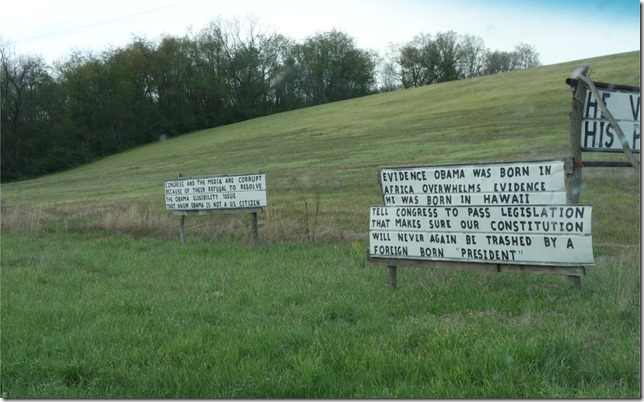 CONGRESS AND THE MEDIA ARE CORRUPT
BECAUSE OF THEIR REFUSAL TO RESOLVE
THE OBAMA ELIGIBILITY ISSUE
THEY KNOW OBAMA IS NOT A US CITIZEN
EVIDENCE OBAMA WAS BORN IN
AFRICA OVERWHELMS EVIDENCE
HE WAS BORN IN HAWAII
TELL CONGRESS TO PASS LEGISLATION
THAT MAKES SURE OUR CONSTITUTION
WILL NEVER AGAIN BE TRASHED BY A
FOREIGN BORN "PRESIDENT"
HE
HIS